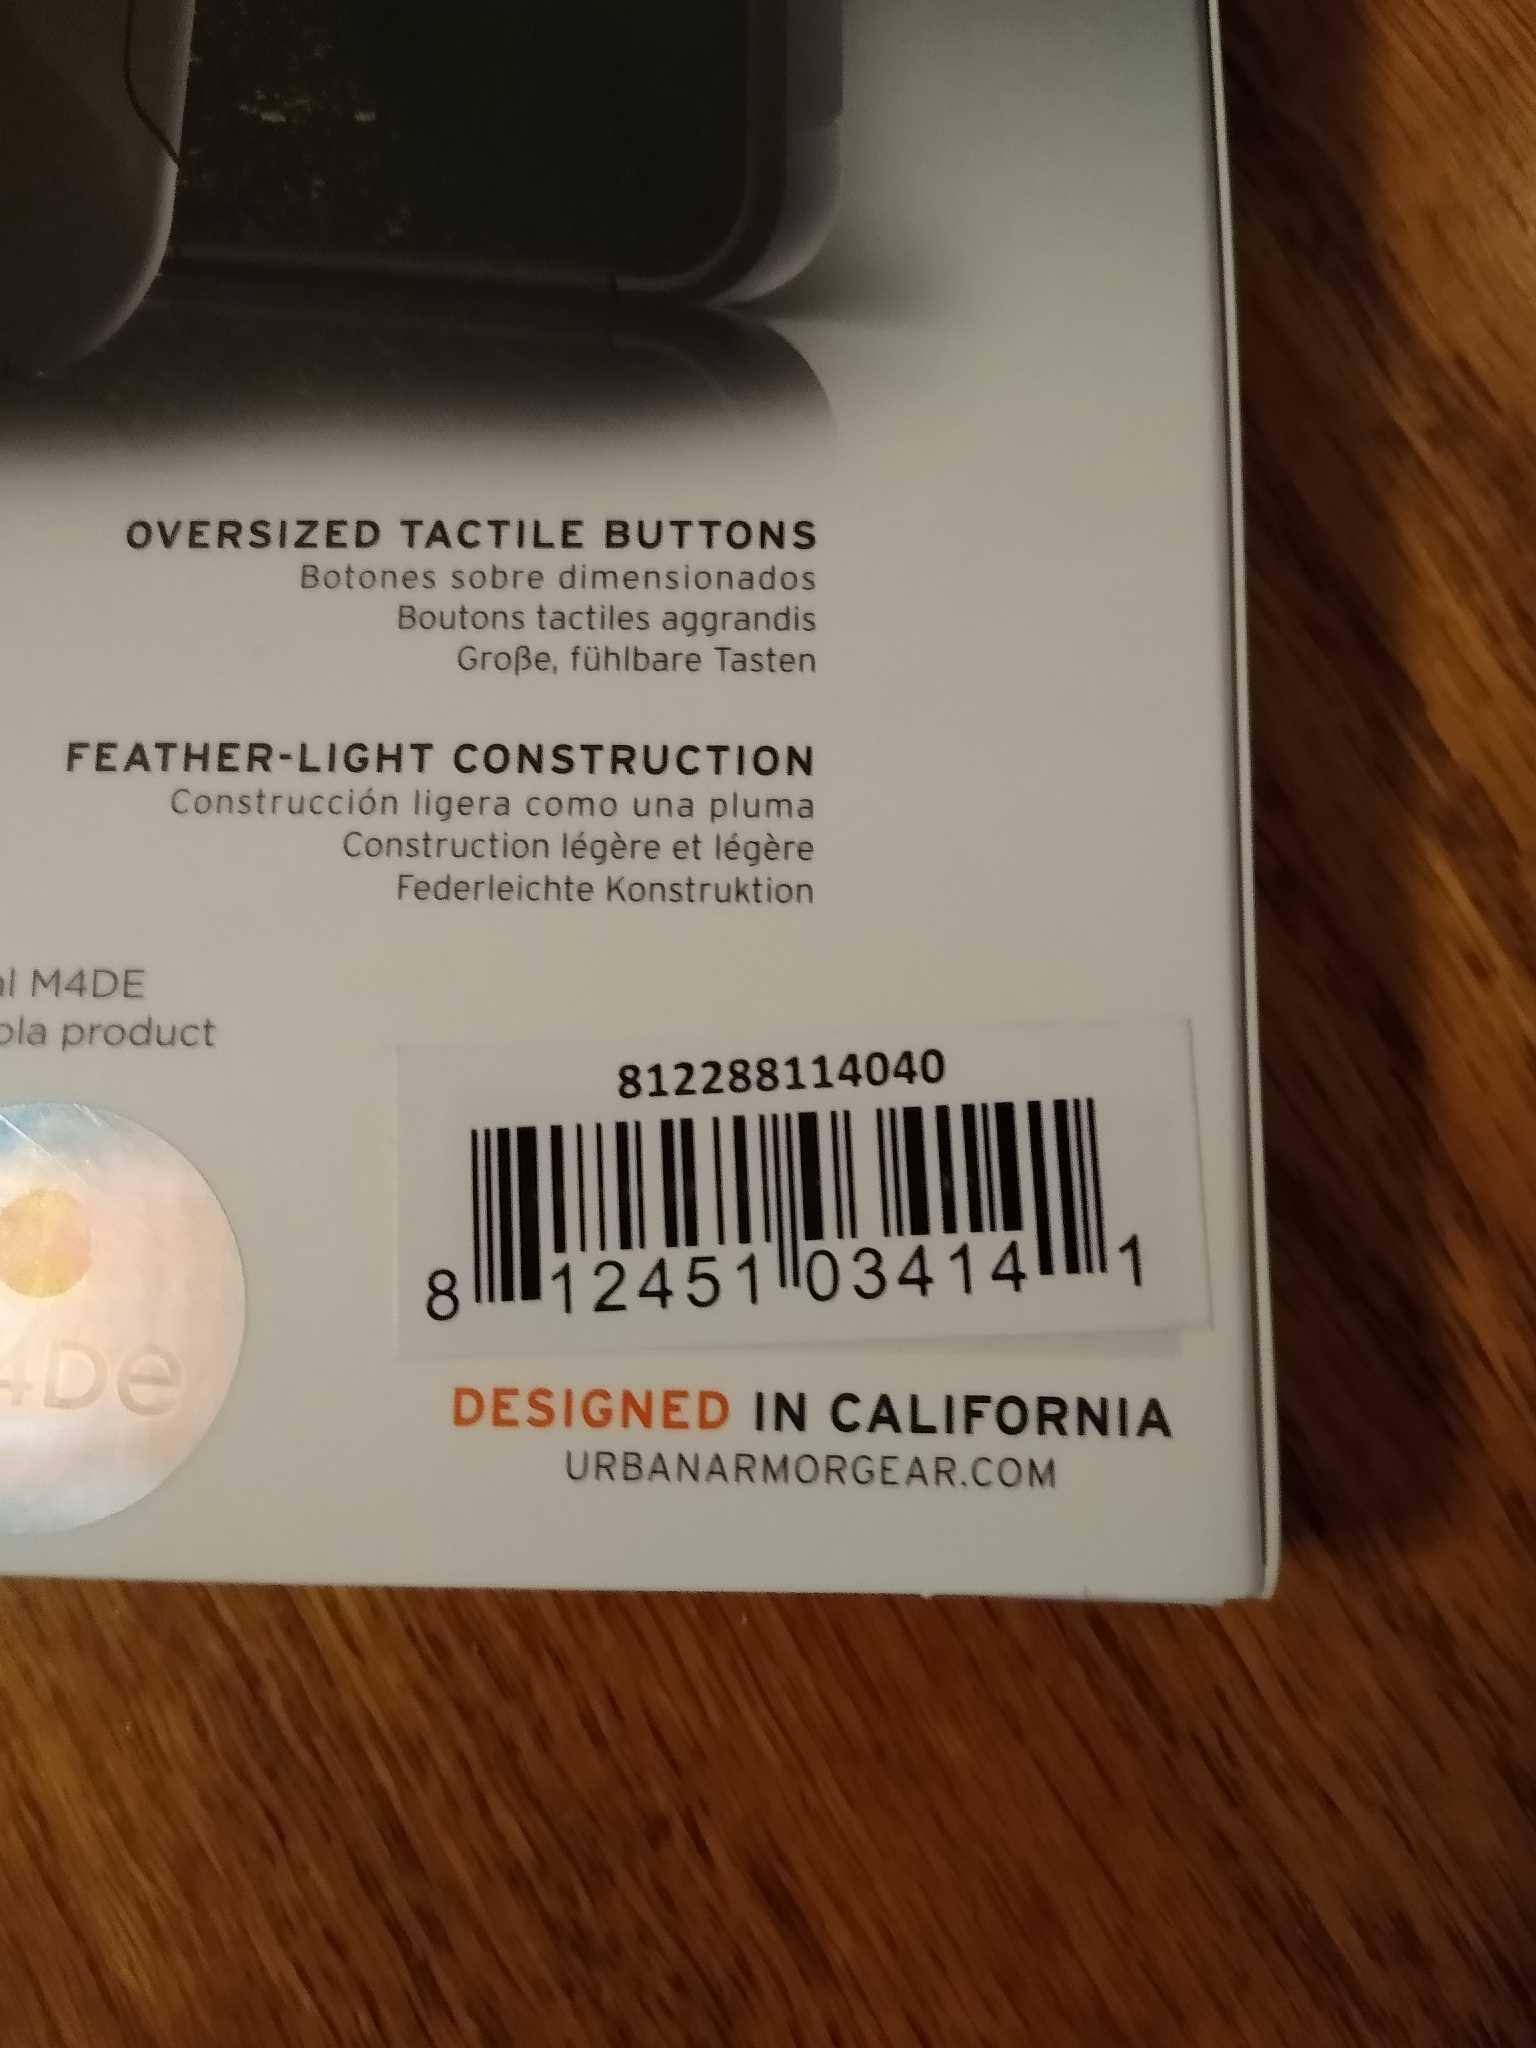 OVERSIZED TACTILE BUTTONS
Botones sobre dimensionados
Boutons tactiles aggrandis
Große, fühlbare Tasten
FEATHER-LIGHT CONSTRUCTION
Construcción ligera como una pluma
Construction légère et légère
Federleichte Konstruktion
M4DE
product
812288114040
8 12451 03414 1
4De
DESIGNED IN CALIFORNIA
URBANARMORGEAR.COM